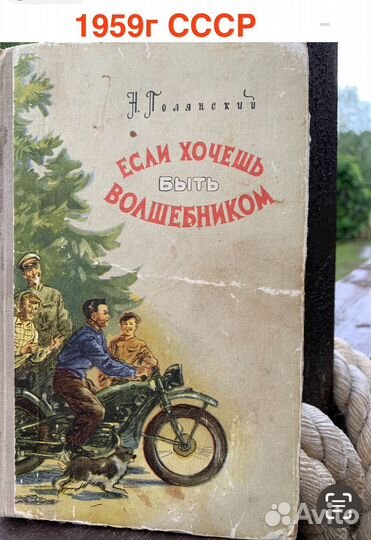 1959г СССР
Н. Полянский
ЕСЛИ ХОЧЕШЬ
БЫТЬ
ВОЛШЕБНИКОМ
Avito